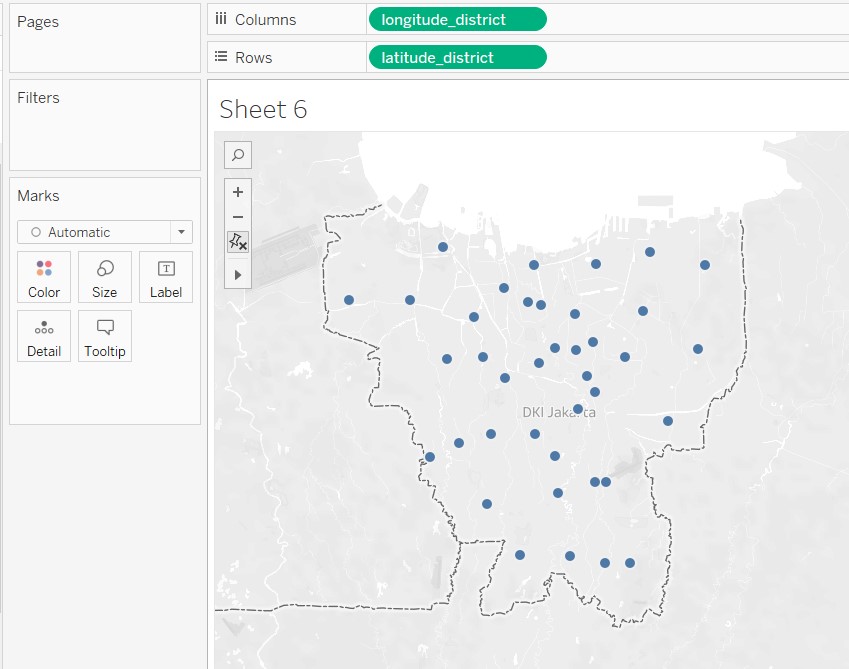 Pages
Columns
longitude_district
Rows
latitude_district
Filters
Sheet 6
Marks
Automatic
Color
Size
T
Label
Detail
Tooltip
DKI Jakarta